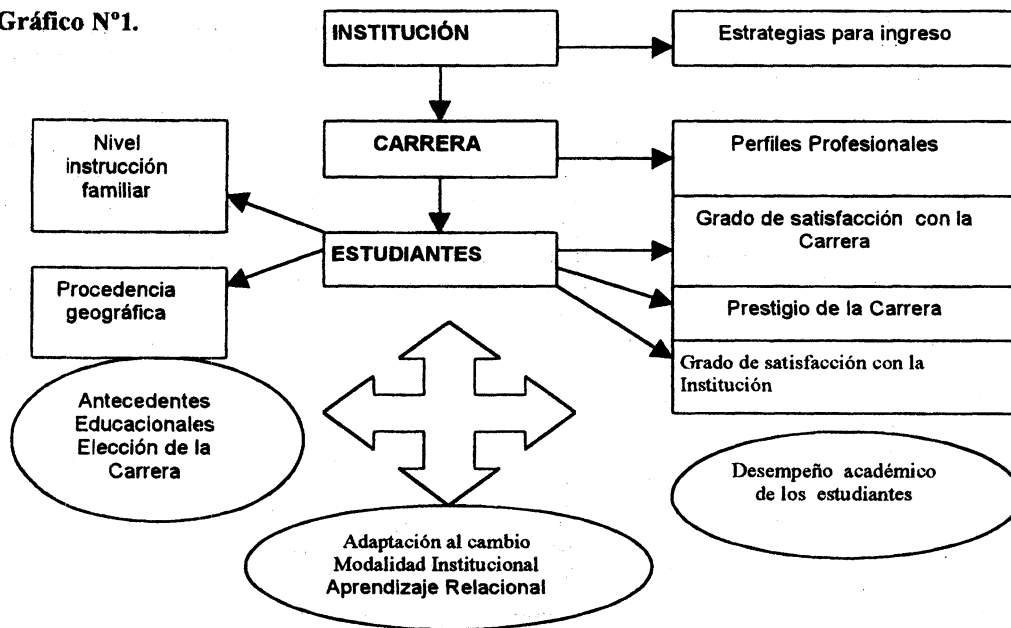 Gráfico Nº1.
INSTITUCIÓN
Estrategias para ingreso
Nivel
instrucción
familiar
CARRERA
Perfiles Profesionales
Grado de satisfacción con la
Carrera
ESTUDIANTES
Procedencia
geográfica
Prestigio de la Carrera
Grado de satisfacción con la
Institución
Antecedentes
Educacionales
Elección de la
Carrera
Desempeño académico
de los estudiantes
Adaptación al cambio
Modalidad Institucional
Aprendizaje Relacional